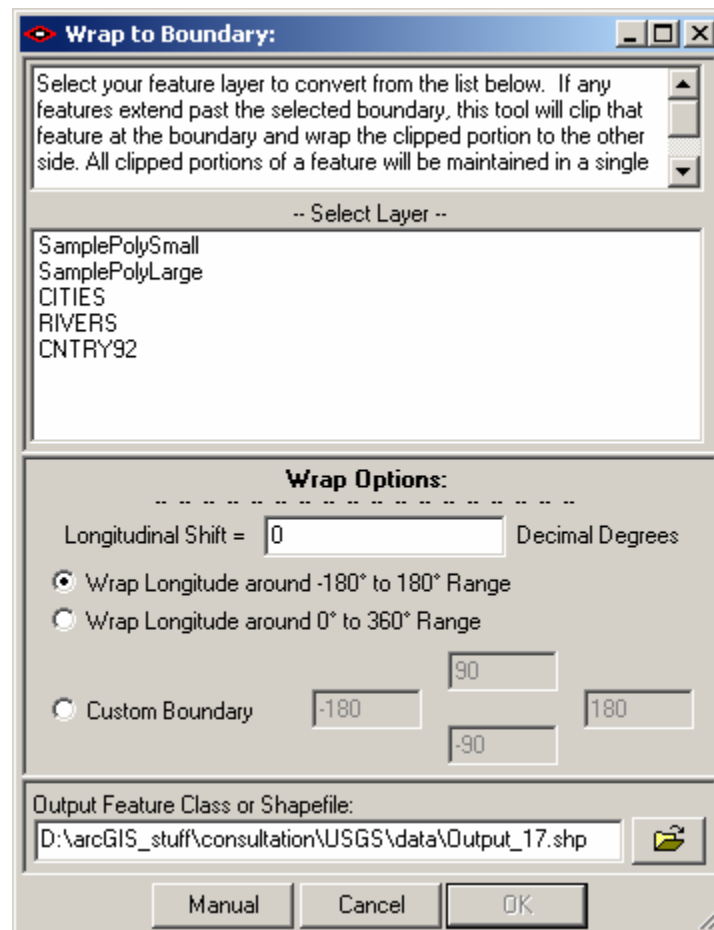 Wrap to Boundary:
Select your feature layer to convert from the list below. If any
features extend past the selected boundary, this tool will clip that
feature at the boundary and wrap the clipped portion to the other
side. All clipped portions of a feature will be maintained in a single
-- Select Layer --
SamplePolySmall
SamplePolyLarge
CITIES
RIVERS
CNTRY92
Wrap Options:
-- -- -- -- -- -- -- -- -- -- -- -- -- -- -- -- -- --
Longitudinal Shift = 0 Decimal Degrees
Wrap Longitude around -180° to 180° Range
Wrap Longitude around 0° to 360° Range
90
Custom Boundary -180 180
-90
Output Feature Class or Shapefile:
D:\arcGIS_stuff\consultation\USGS\data\Output_17.shp
Manual Cancel OK